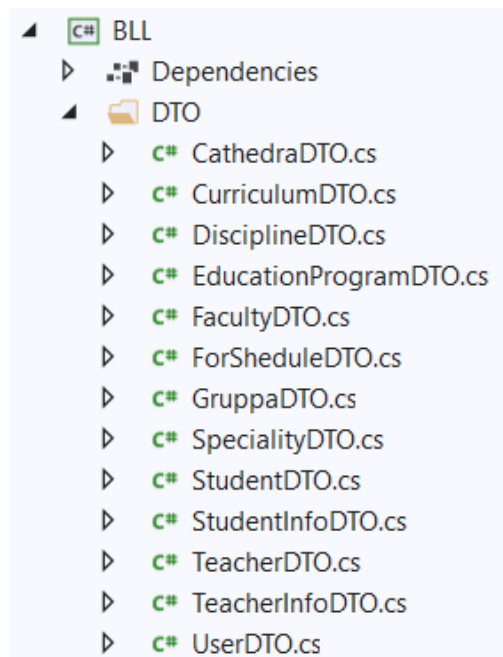 C# BLL
Dependencies
DTO
C# CathedraDTO.cs
C# CurriculumDTO.cs
C# DisciplineDTO.cs
C# EducationProgramDTO.cs
C# FacultyDTO.cs
C# ForSheduleDTO.cs
C# GruppaDTO.cs
C# SpecialityDTO.cs
C# StudentDTO.cs
C# StudentInfoDTO.cs
C# TeacherDTO.cs
C# TeacherInfoDTO.cs
C# UserDTO.cs